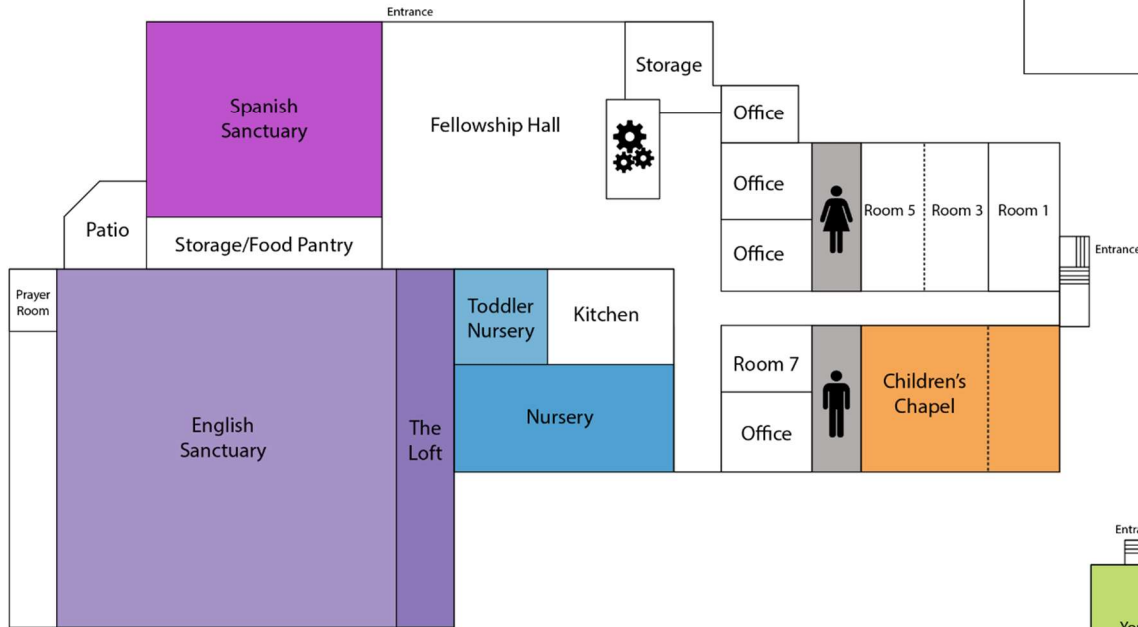 Entrance
Spanish
Sanctuary
Fellowship Hall
Storage
Office
Office
Office
Room 5
Room 3
Room 1
Entrance
Patio
Storage/Food Pantry
Prayer
Room
English
Sanctuary
The
Loft
Toddler
Nursery
Kitchen
Nursery
Room 7
Office
Children's
Chapel